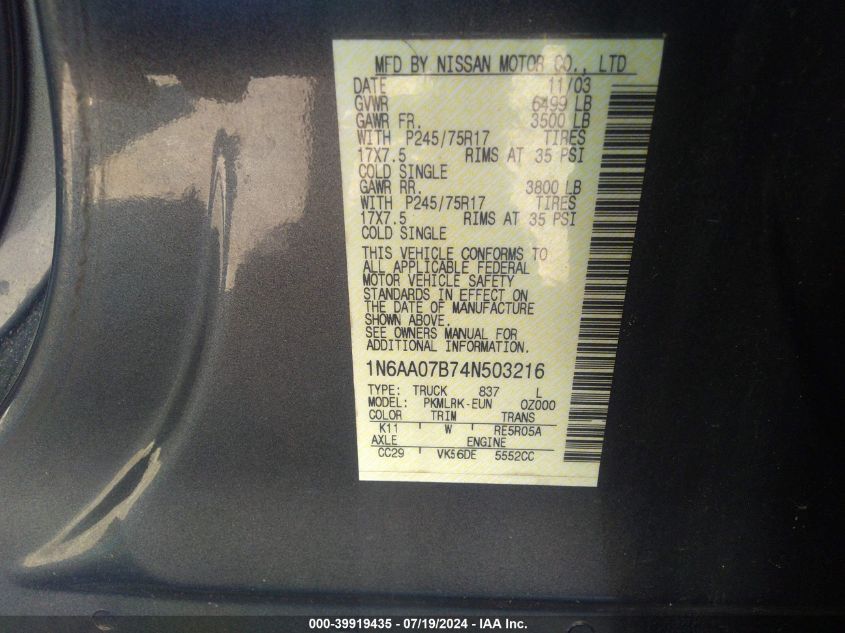 MFD BY NISSAN MOTOR CO., LTD
DATE 11/03
GVWR 6499 LB
GAWR FR. 3500 LB
WITH P245/75R17 TIRES
17X7.5 RIMS AT 35 PSI
COLD SINGLE
GAWR RR. 3800 LB
WITH P245/75R17 TIRES
17X7.5 RIMS AT 35 PSI
COLD SINGLE
THIS VEHICLE CONFORMS TO
ALL APPLICABLE FEDERAL
MOTOR VEHICLE SAFETY
STANDARDS IN EFFECT ON
THE DATE OF MANUFACTURE
SHOWN ABOVE.
SEE OWNERS MANUAL FOR
ADDITIONAL INFORMATION.
1N6AA07B74N503216
TYPE: TRUCK 837 L
MODEL: PKMLRK-EUN 0Z000
COLOR TRIM TRANS
K11 W RE5R05A
AXLE ENGINE
CC29 VK56DE 5552CC
000-39919435 - 07/19/2024 - IAA Inc.